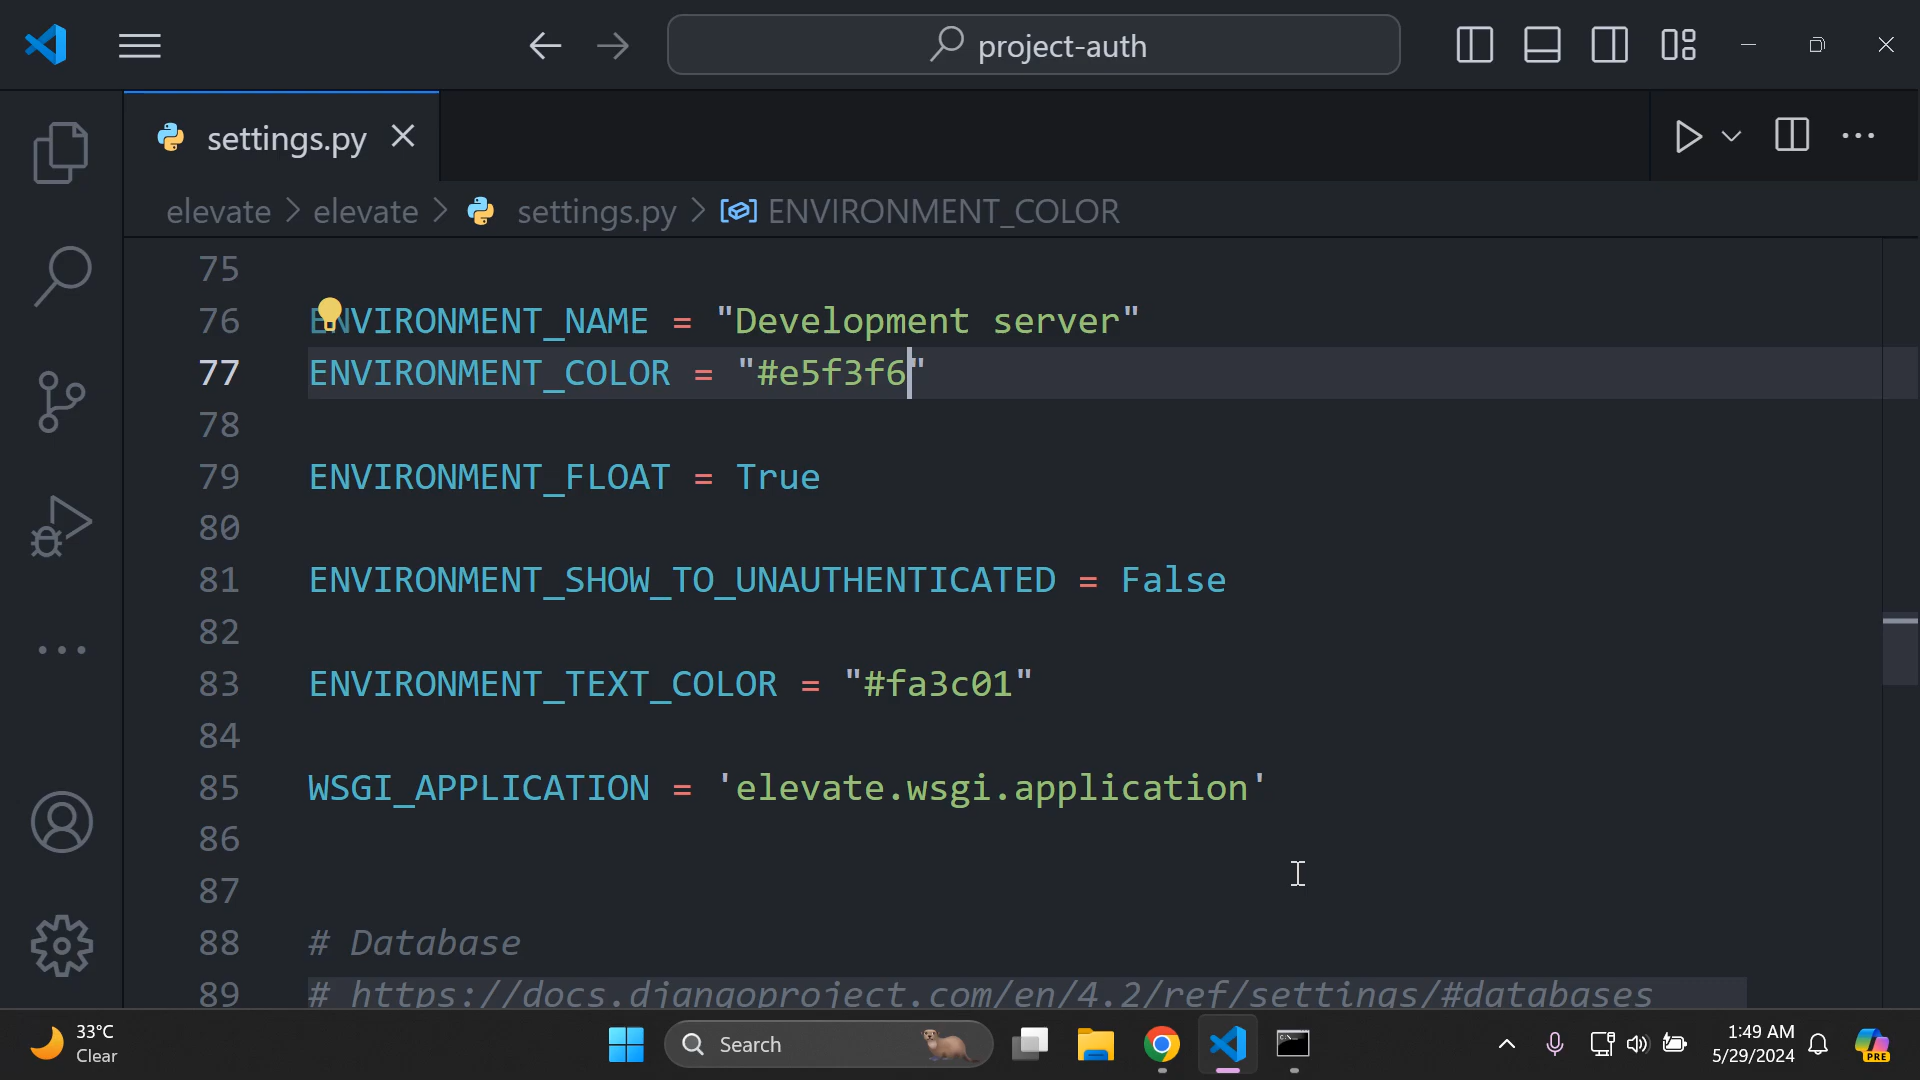 project-auth
settings.py
elevate > elevate > settings.py > ENVIRONMENT_COLOR
75
76 ENVIRONMENT_NAME = "Development server"
77 ENVIRONMENT_COLOR = "#e5f3f6"
78
79 ENVIRONMENT_FLOAT = True
80
81 ENVIRONMENT_SHOW_TO_UNAUTHENTICATED = False
82
83 ENVIRONMENT_TEXT_COLOR = "#fa3c01"
84
85 WSGI_APPLICATION = 'elevate.wsgi.application'
86
87
88 # Database
89 # https://docs.djangoproject.com/en/4.2/ref/settings/#databases
33°C
Clear
Search
1:49 AM
5/29/2024
PRE